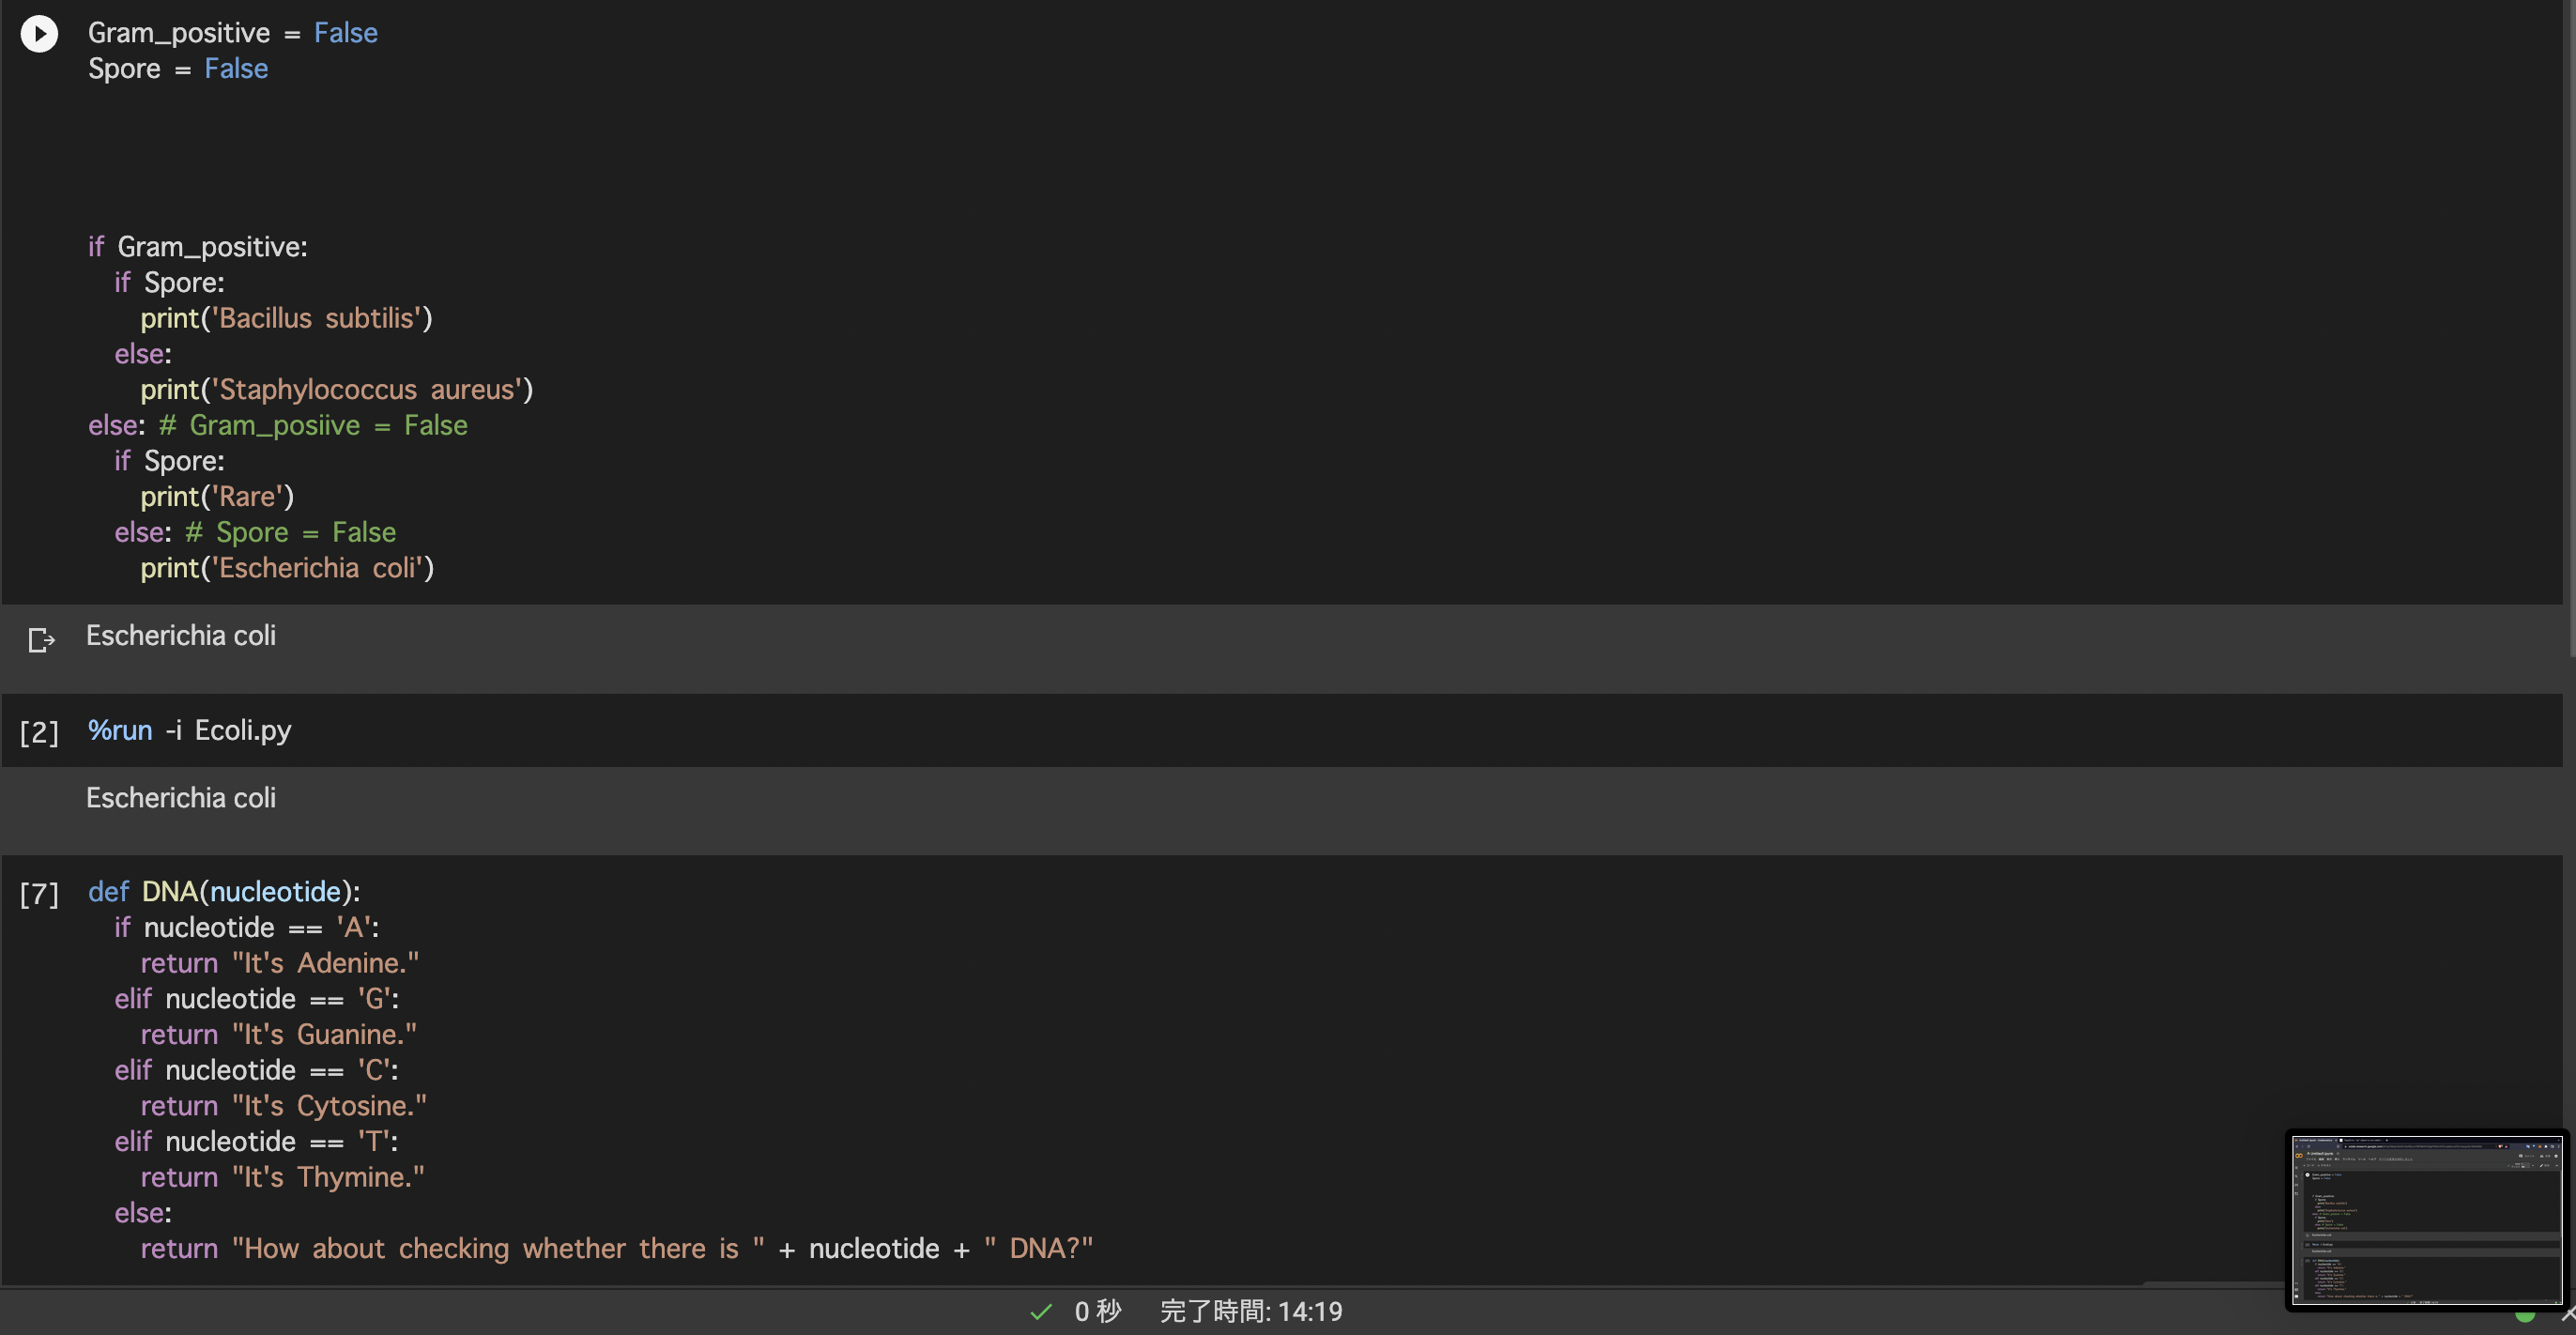 Gram_positive = False
Spore = False
if Gram_positive:
if Spore:
print('Bacillus subtilis')
else:
print('Staphylococcus aureus')
else: # Gram_posiive = False
if Spore:
print('Rare')
else: # Spore = False
print('Escherichia coli')
Escherichia coli
[2] %run -i Ecoli.py
Escherichia coli
[7] def DNA(nucleotide):
if nucleotide == 'A':
return "It's Adenine."
elif nucleotide == 'G':
return "It's Guanine."
elif nucleotide == 'C':
return "It's Cytosine."
elif nucleotide == 'T':
return "It's Thymine."
else:
return "How about checking whether there is " + nucleotide + " DNA?"
0 秒 完了時間: 14:19